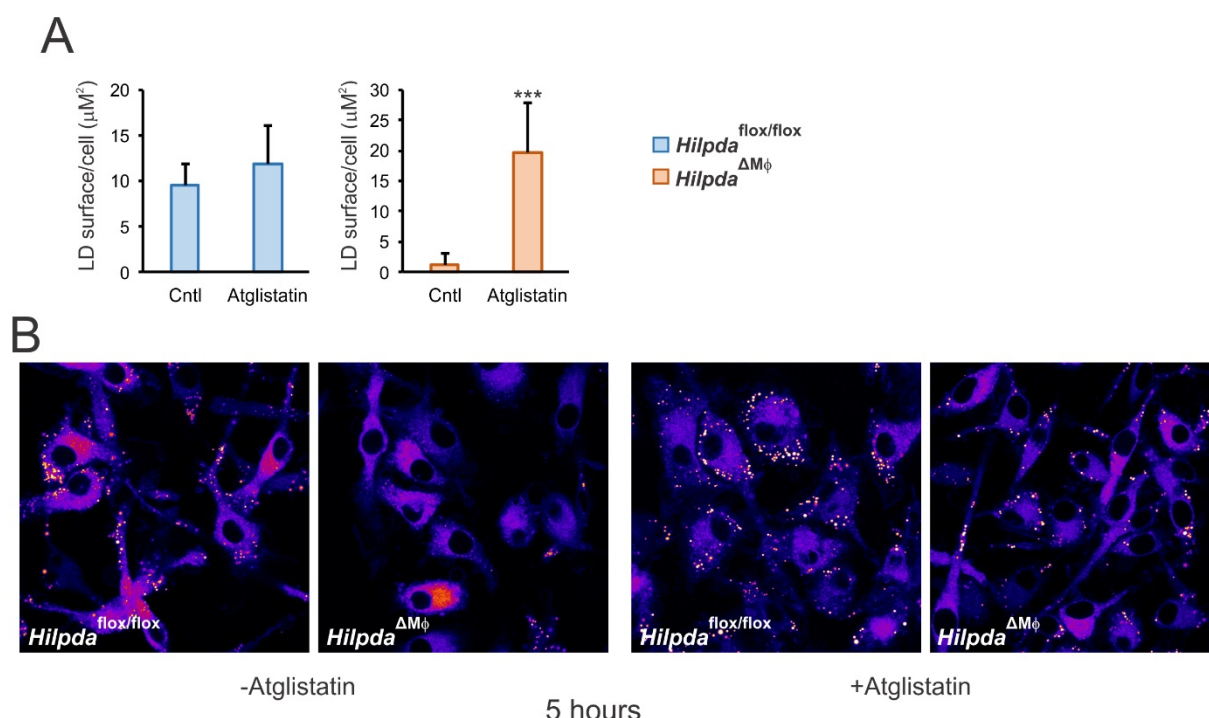 A
LD surface/cell (µM²)
20
15
10
5
0
Cntl
Atglistatin
LD surface/cell (µM²)
30
25
20
15
10
5
0
***
Cntl
Atglistatin
Hilpda flox/flox
Hilpda ΔMϕ
B
Hilpda flox/flox
Hilpda ΔMϕ
Hilpda flox/flox
Hilpda ΔMϕ
-Atglistatin
+Atglistatin
5 hours